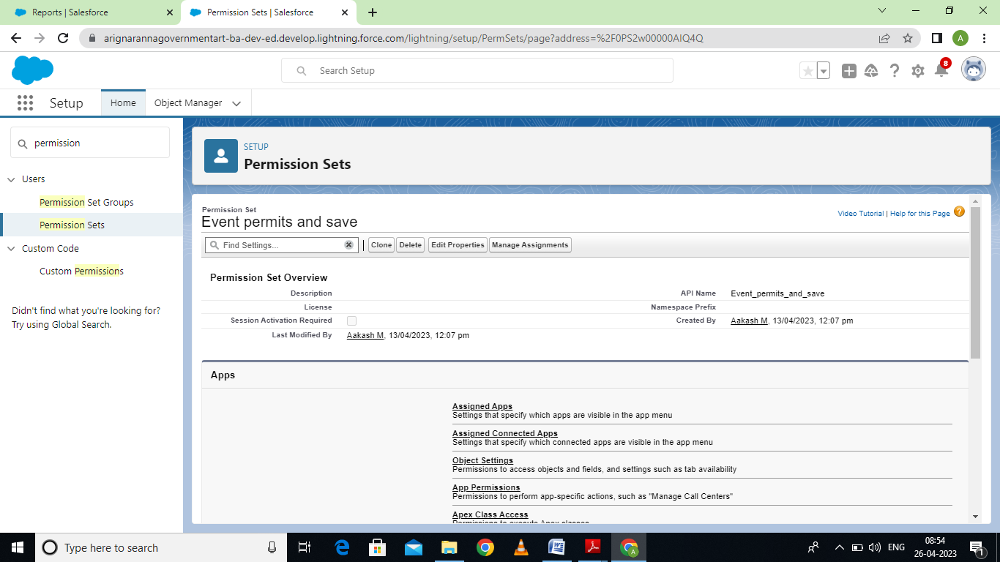 Reports | Salesforce
Permission Sets | Salesforce
arignarannagovernmentart-ba-dev-ed.develop.lightning.force.com/lightning/setup/PermSets/page?address=%2F0PS2w00000AIQ4Q
A
Search Setup
8
Setup
Home
Object Manager
permission
Users
Permission Set Groups
Permission Sets
Custom Code
Custom Permissions
Didn't find what you're looking for?
Try using Global Search.
SETUP
Permission Sets
Permission Set
Event permits and save
Video Tutorial | Help for this Page
Find Settings...
Clone
Delete
Edit Properties
Manage Assignments
Permission Set Overview
Description
API Name Event_permits_and_save
License
Namespace Prefix
Session Activation Required
Created By Aakash M, 13/04/2023, 12:07 pm
Last Modified By Aakash M, 13/04/2023, 12:07 pm
Apps
Assigned Apps
Settings that specify which apps are visible in the app menu
Assigned Connected Apps
Settings that specify which connected apps are visible in the app menu
Object Settings
Permissions to access objects and fields, and settings such as tab availability
App Permissions
Permissions to perform app-specific actions, such as "Manage Call Centers"
Apex Class Access
Permissions to execute Apex classes
Type here to search
ENG
08:54
26-04-2023
1